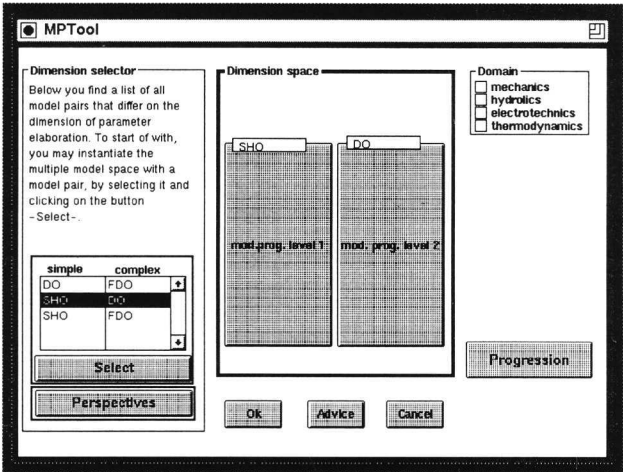 MPTool
Dimension selector
Below you find a list of all
model pairs that differ on the
dimension of parameter
elaboration. To start of with,
you may instantiate the
multiple model space with a
model pair, by selecting it and
clicking on the button
-Select-.
simple complex
DO FDO
SHO DO
SHO FDO
Select
Perspectives
Dimension space
SHO DO
mod.prog. level 1 mod. prog. level 2
Ok Advice Cancel
Domain
mechanics
hydrolics
electrotechnics
thermodynamics
Progression